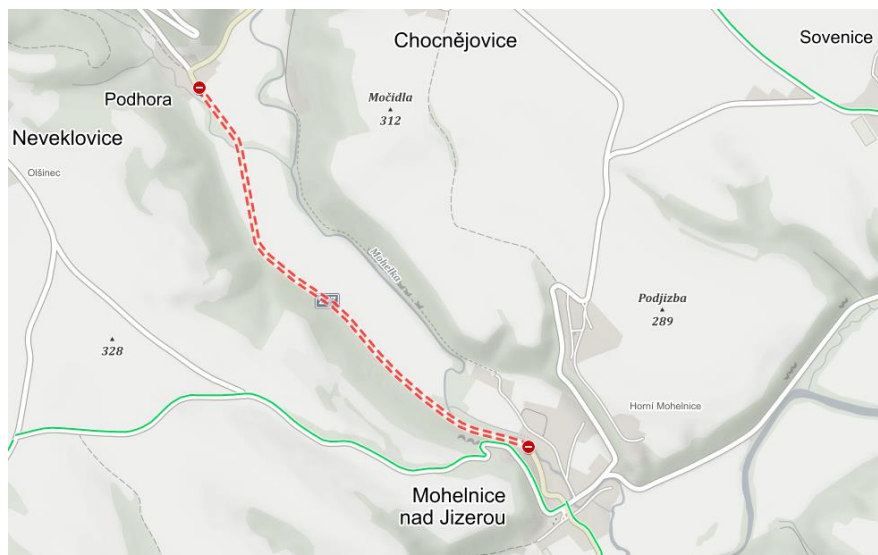 Chocnějovice
Sovenice
Močidla
312
Podhora
Neveklovice
Olšinec
Mohelka
Podjizba
289
328
Horní Mohelnice
Mohelnice
nad Jizerou